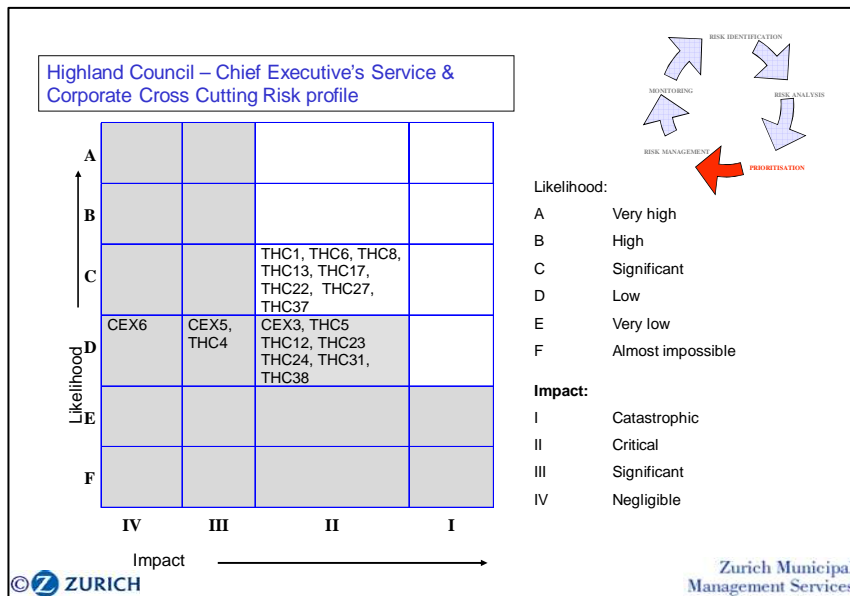 RISK IDENTIFICATION
MONITORING
RISK ANALYSIS
RISK MANAGEMENT
PRIORITISATION
Highland Council – Chief Executive's Service &
Corporate Cross Cutting Risk profile
A
B
C
D
E
F
Likelihood
THC1, THC6, THC8,
THC13, THC17,
THC22, THC27,
THC37
CEX6
CEX5,
THC4
CEX3, THC5
THC12, THC23
THC24, THC31,
THC38
IV
III
II
I
Impact
Likelihood:
A Very high
B High
C Significant
D Low
E Very low
F Almost impossible
Impact:
I Catastrophic
II Critical
III Significant
IV Negligible
© ZURICH
Zurich Municipal
Management Services